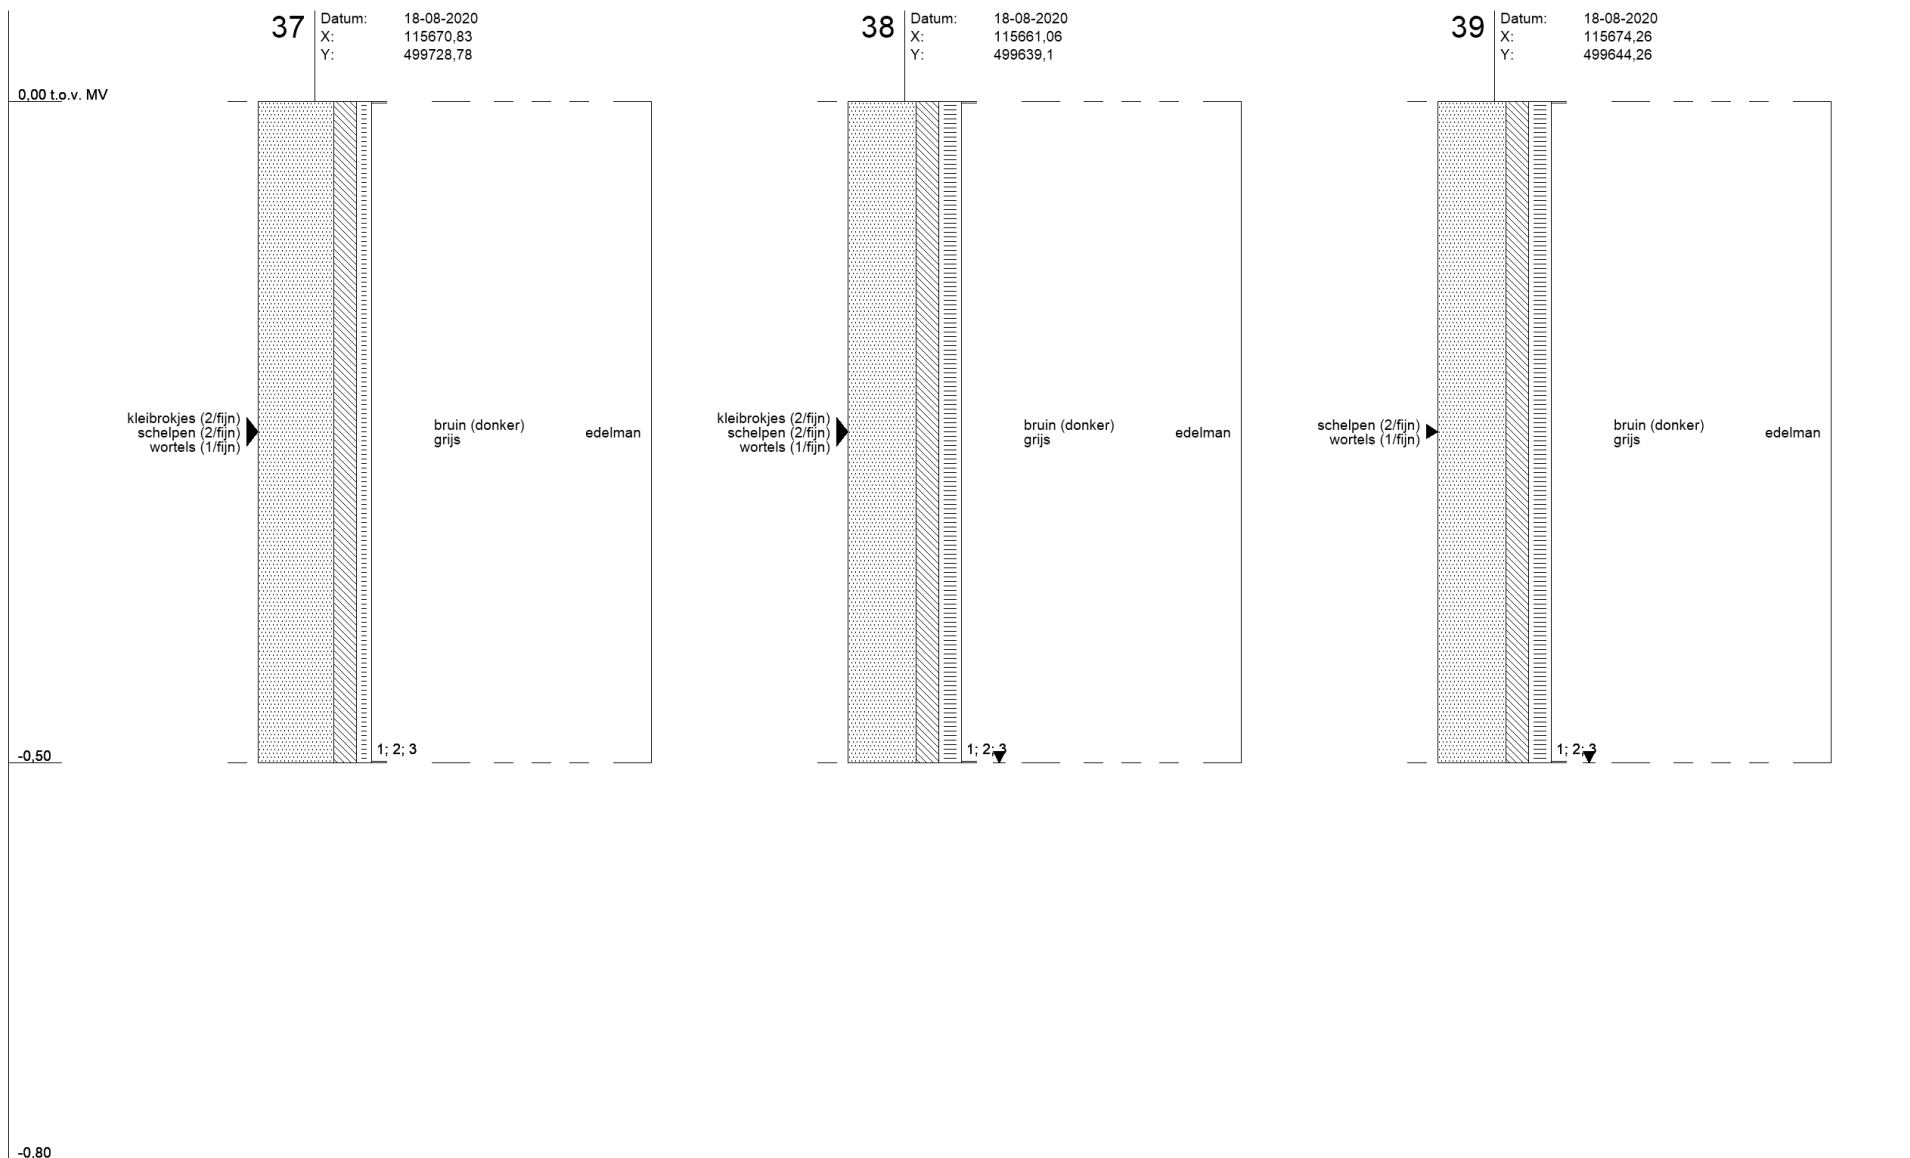 37
Datum: 18-08-2020
X: 115670,83
Y: 499728,78
38
Datum: 18-08-2020
X: 115661,06
Y: 499639,1
39
Datum: 18-08-2020
X: 115674,26
Y: 499644,26
0,00 t.o.v. MV
kleibrokjes (2/fijn)
schelpen (2/fijn)
wortels (1/fijn)
bruin (donker)
grijs
edelman
1; 2; 3
kleibrokjes (2/fijn)
schelpen (2/fijn)
wortels (1/fijn)
bruin (donker)
grijs
edelman
1; 2; 3
schelpen (2/fijn)
wortels (1/fijn)
bruin (donker)
grijs
edelman
1; 2; 3
-0,50
-0,80